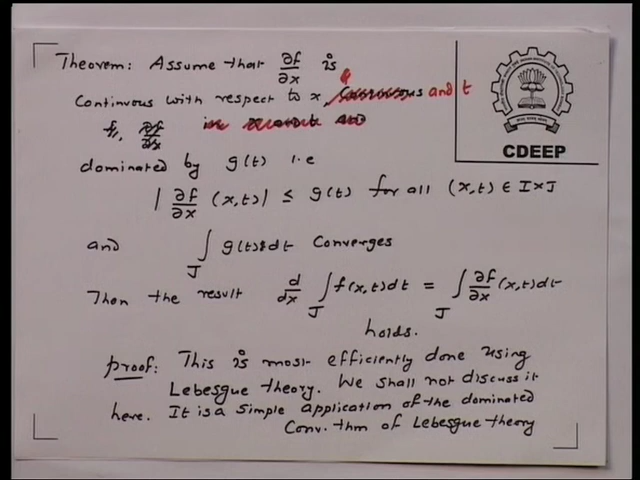 Theorem: Assume that ∂f/∂x is
Continuous with respect to x, and t
f, ∂f/∂x
dominated by g(t) i.e
|∂f/∂x (x,t)| ≤ g(t) for all (x,t) ∈ I×J
and ∫_J g(t)dt Converges
Then the result d/dx ∫_J f(x,t)dt = ∫_J ∂f/∂x (x,t)dt
holds.
proof: This is most efficiently done using
Lebesgue theory. We shall not discuss it
here. It is a simple application of the dominated
Conv. thm of Lebesgue theory
CDEEP